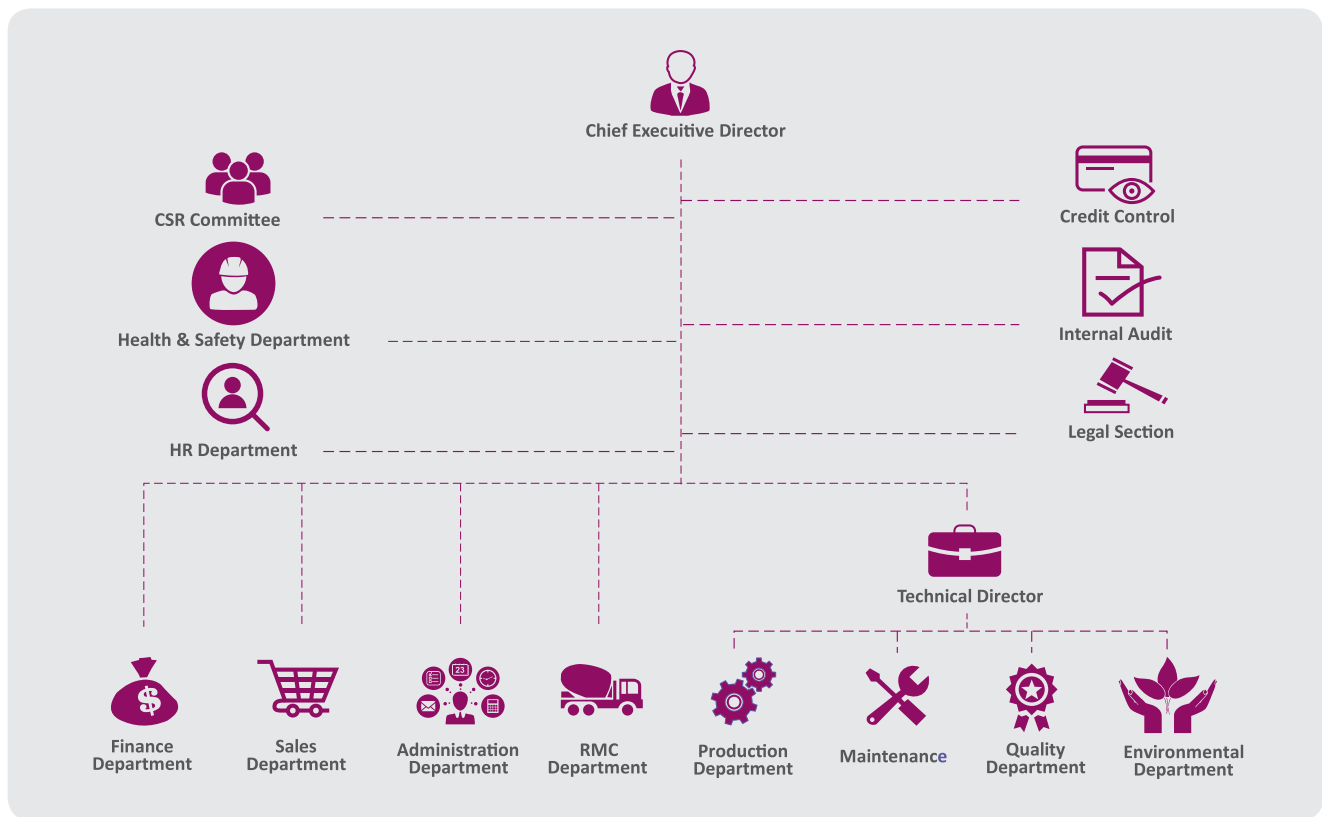 Chief Executive Director
CSR Committee
Credit Control
Health & Safety Department
Internal Audit
HR Department
Legal Section
Technical Director
23
$
Finance
Department
Sales
Department
Administration
Department
RMC
Department
Production
Department
Maintenance
Quality
Department
Environmental
Department